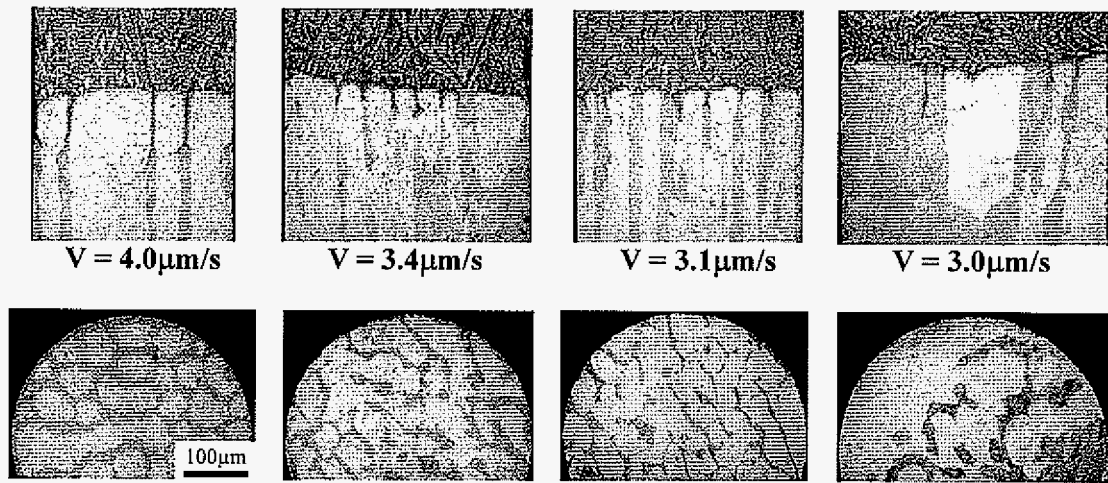 V = 4.0μm/s
V = 3.4μm/s
V = 3.1μm/s
V = 3.0μm/s
100μm